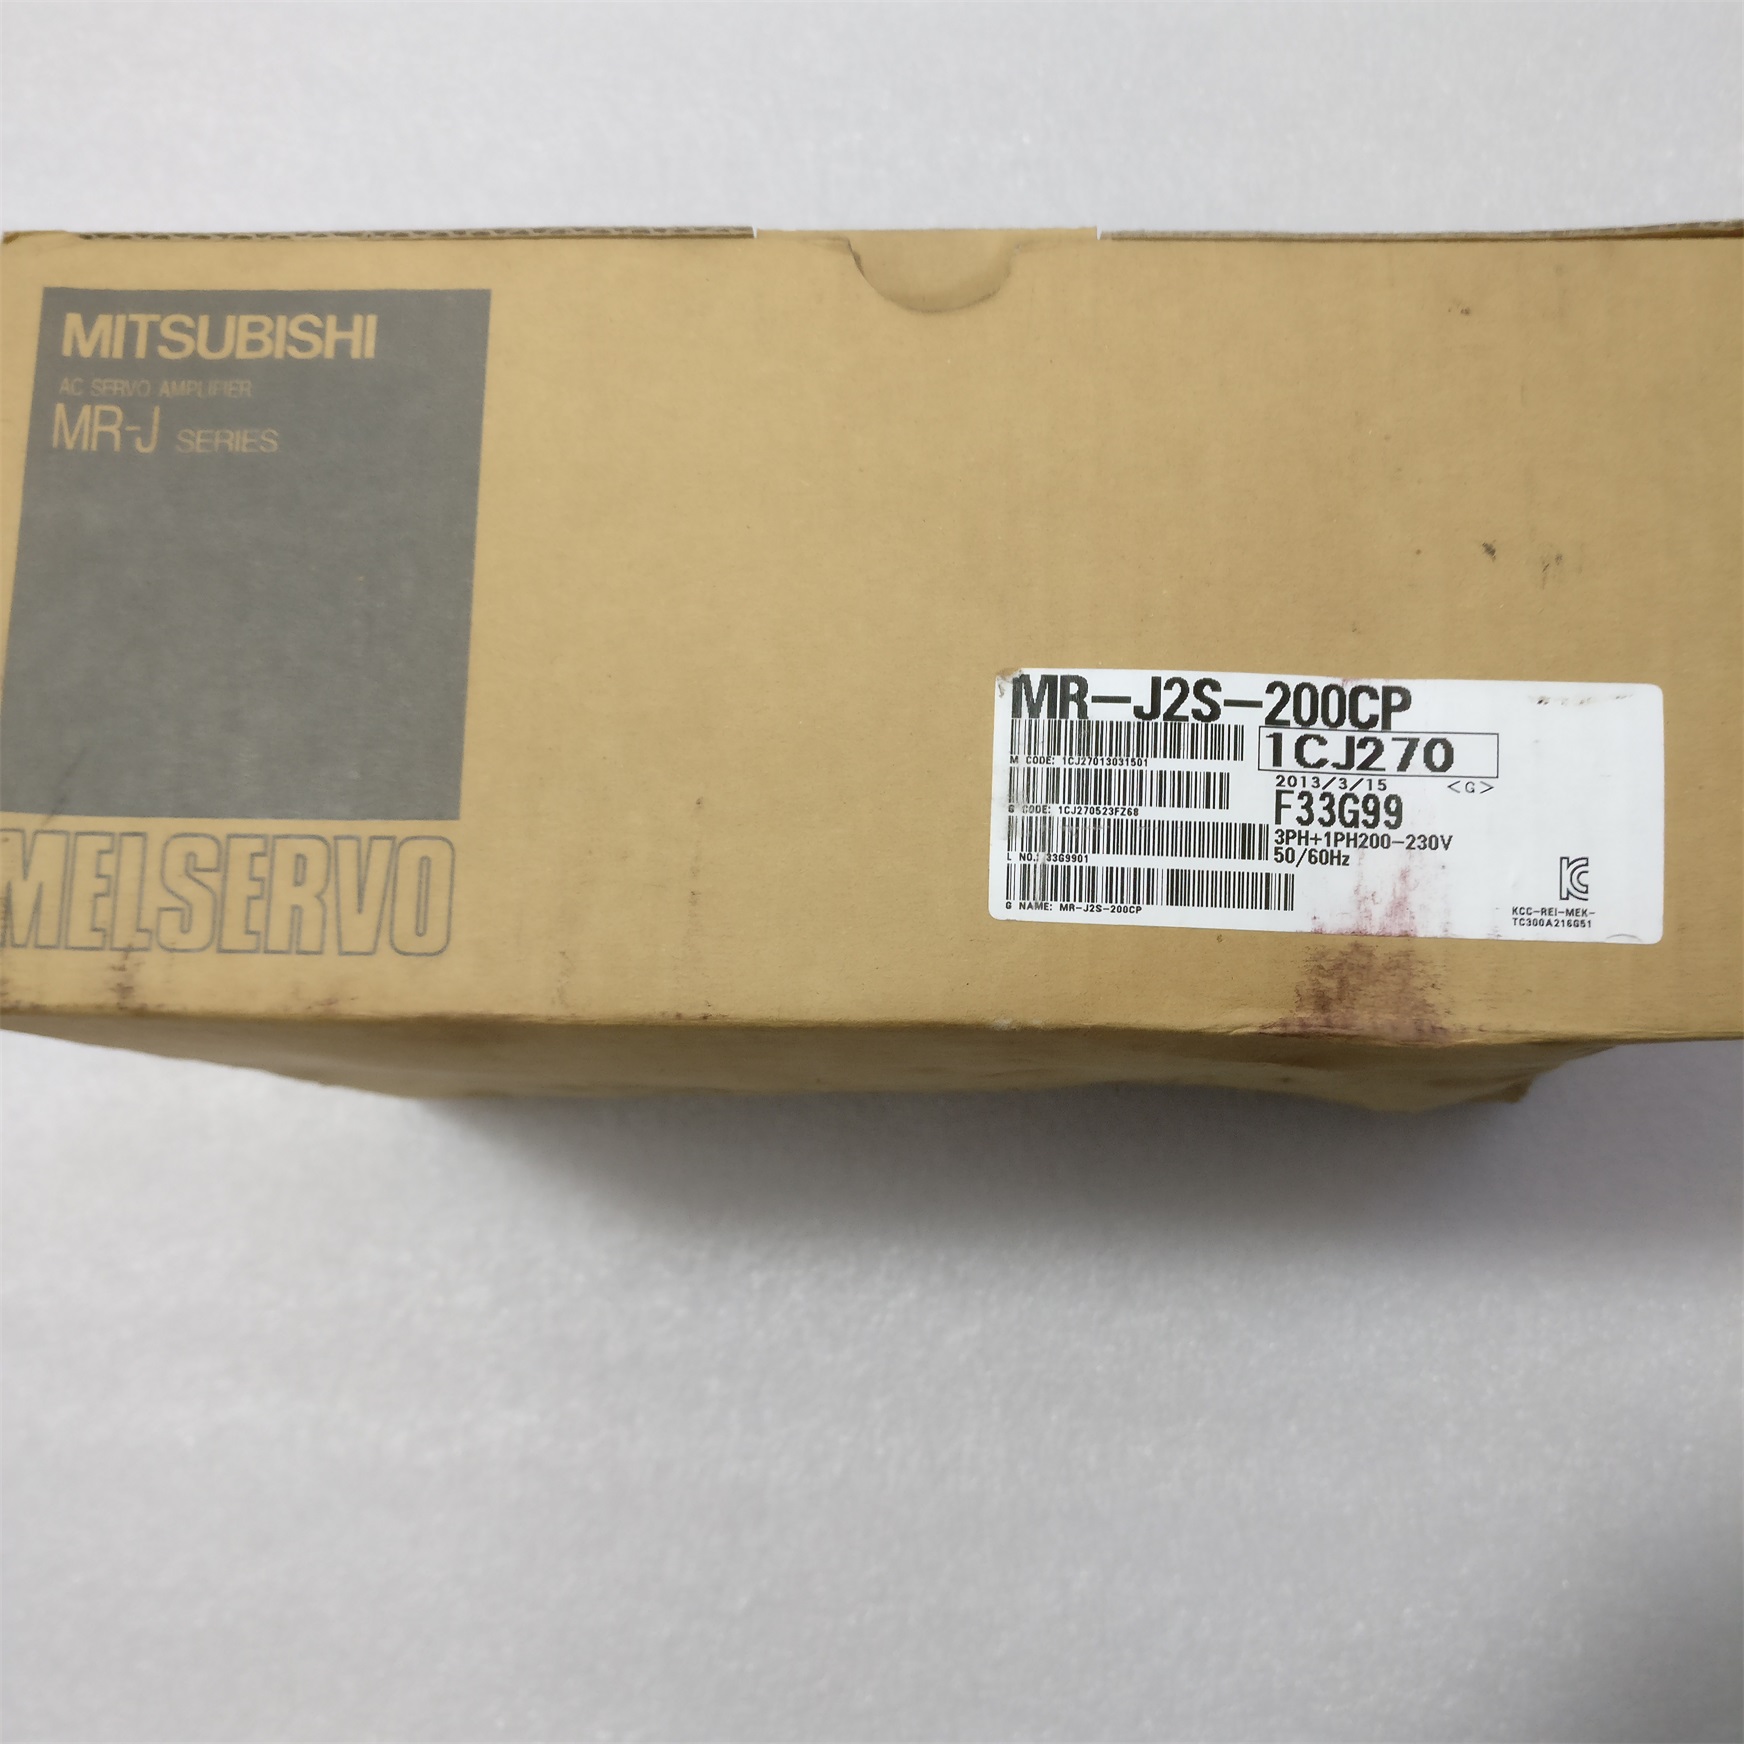 MITSUBISHI
AC SERVO AMPLIFIER
MR-J SERIES
MELSERVO
MR-J2S-200CP
1CJ270
M CODE: 1CJ27013031501
2013/3/15 <G>
G CODE: 1CJ270523FZ68
F33G99
3PH+1PH200-230V
L NO.: 33G9901
50/60Hz
G NAME: MR-J2S-200CP
KCC-REI-MEK-
TC300A216G51